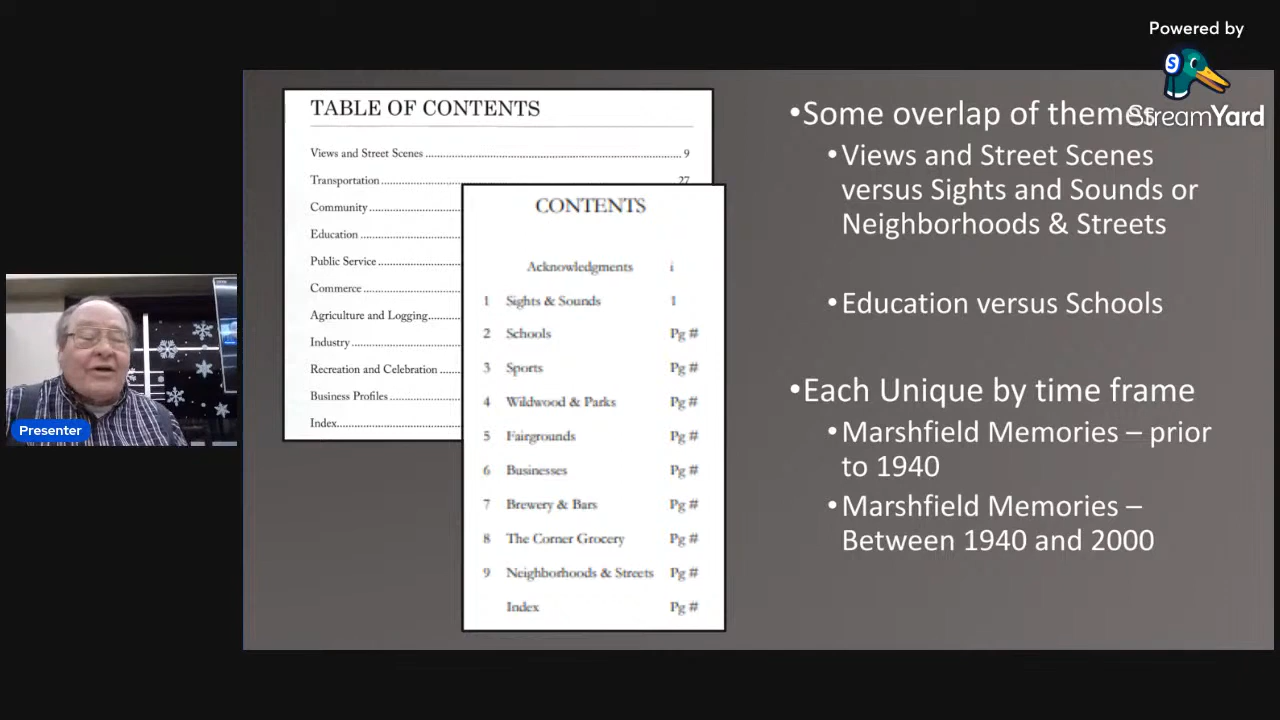 Powered by
StreamYard
TABLE OF CONTENTS
Views and Street Scenes ........ 9
Transportation ........ 27
Community ........
Education ........
Public Service ........
Commerce ........
Agriculture and Logging ........
Industry ........
Recreation and Celebration ........
Business Profiles ........
Index ........
CONTENTS
Acknowledgments i
1 Sights & Sounds 1
2 Schools Pg #
3 Sports Pg #
4 Wildwood & Parks Pg #
5 Fairgrounds Pg #
6 Businesses Pg #
7 Brewery & Bars Pg #
8 The Corner Grocery Pg #
9 Neighborhoods & Streets Pg #
Index Pg #
•Some overlap of themes
•Views and Street Scenes
versus Sights and Sounds or
Neighborhoods & Streets
•Education versus Schools
•Each Unique by time frame
•Marshfield Memories – prior
to 1940
•Marshfield Memories –
Between 1940 and 2000
Presenter